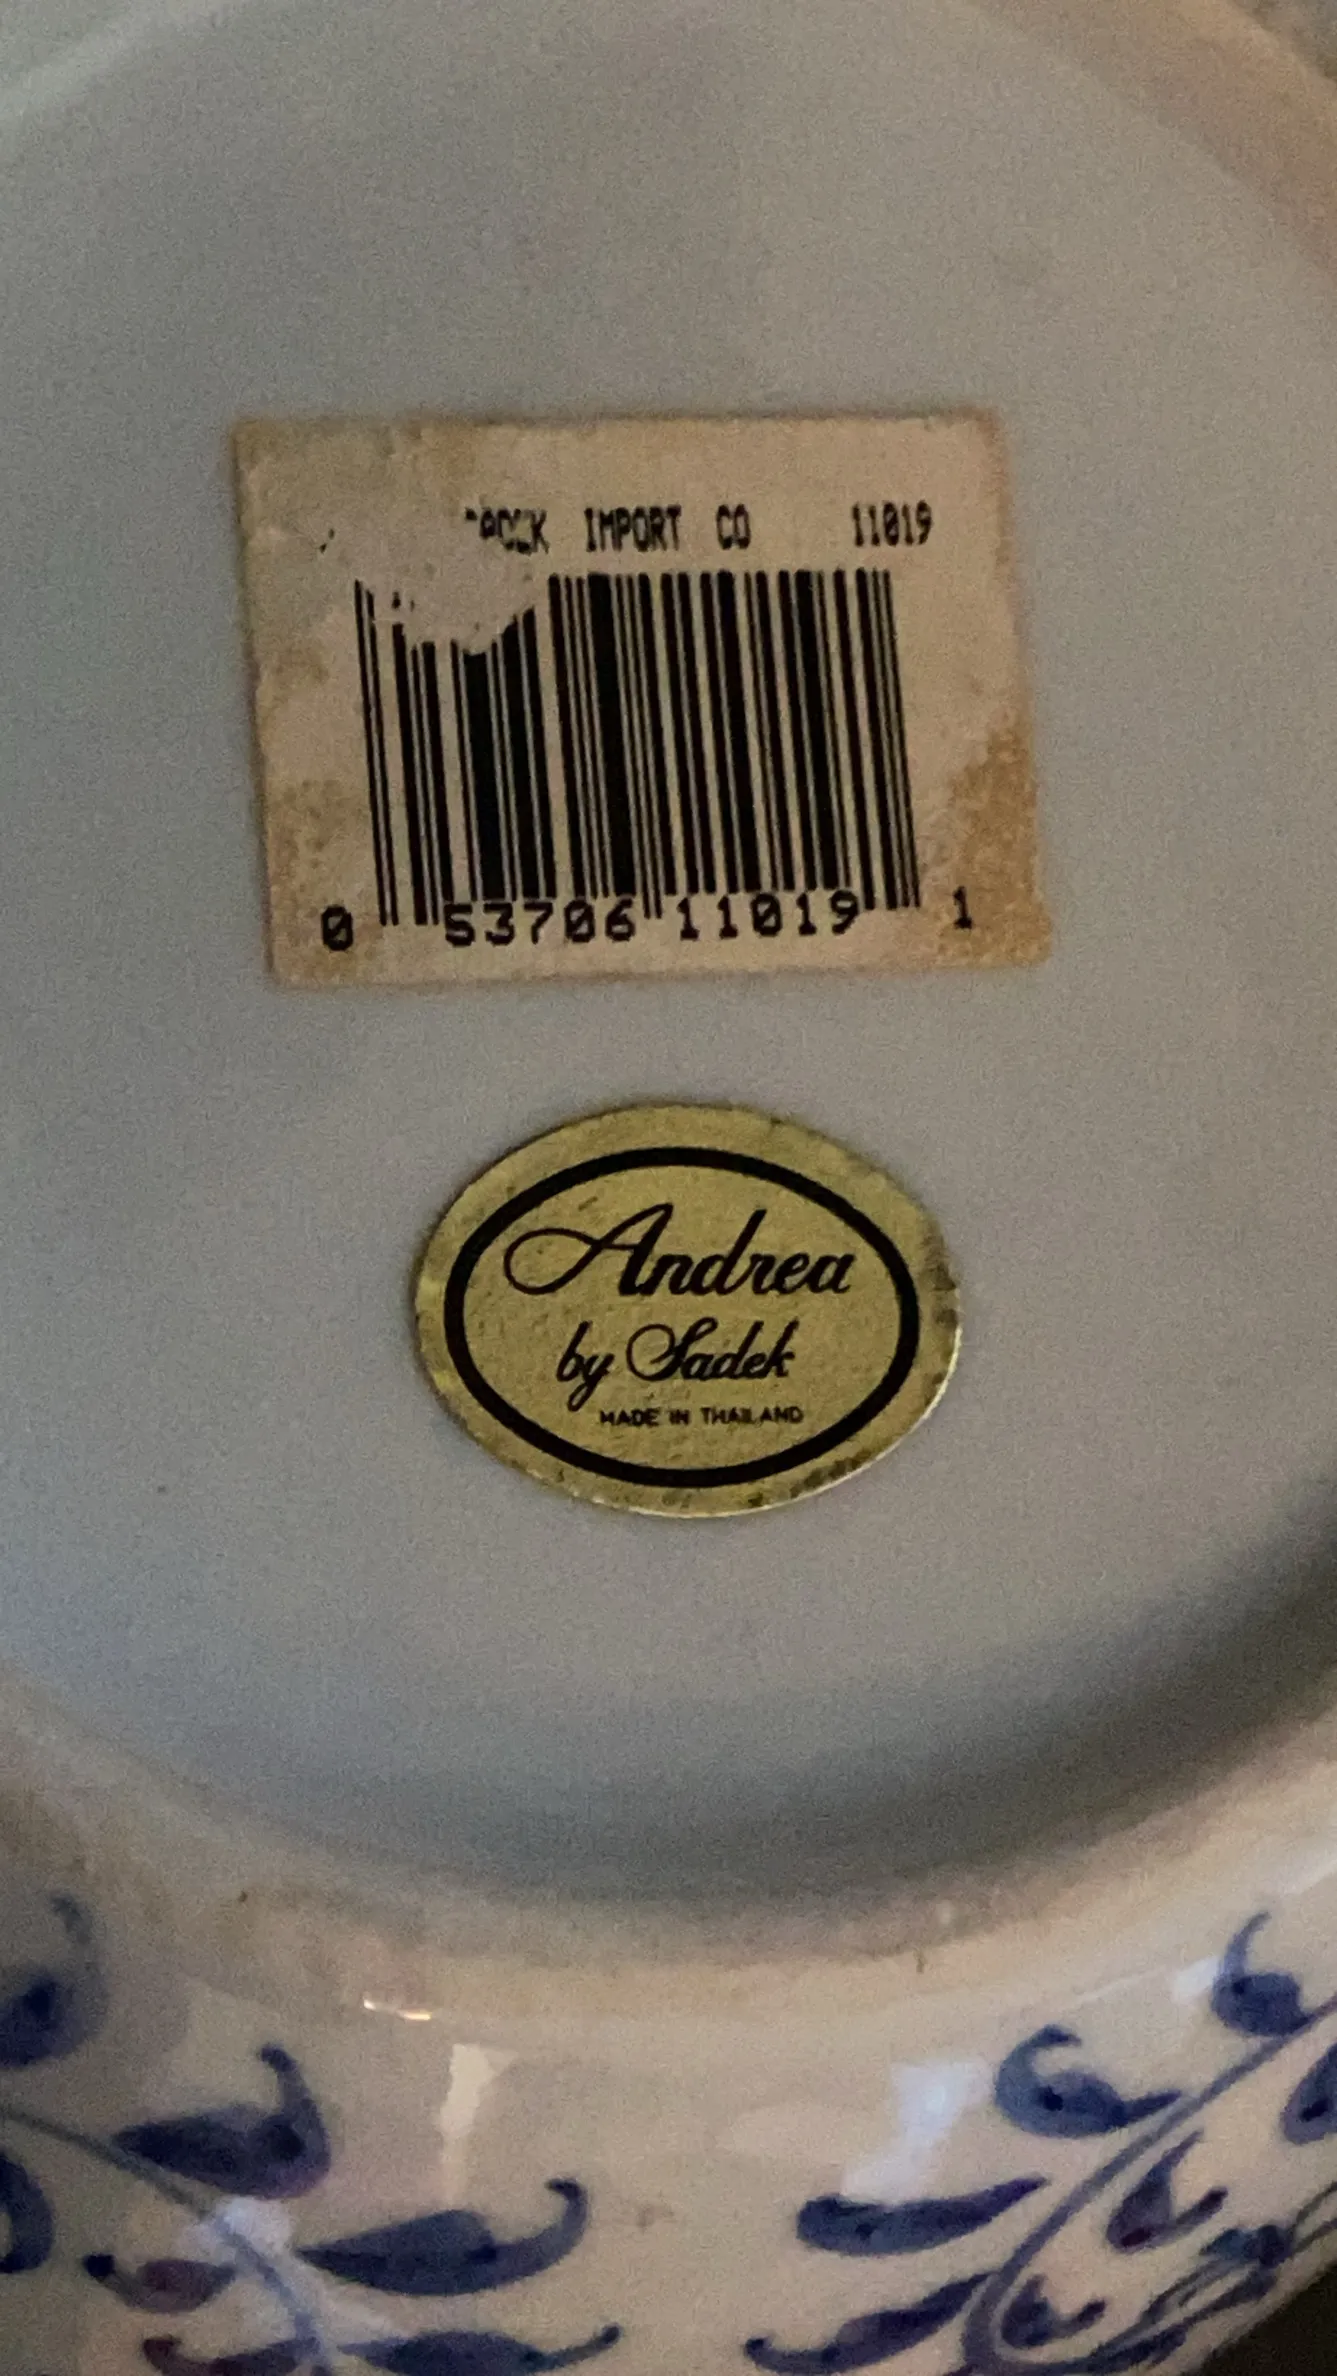 IMPORT CO 11019
0 53706 11019 1
Andrea
by Sadek
MADE IN THAILAND